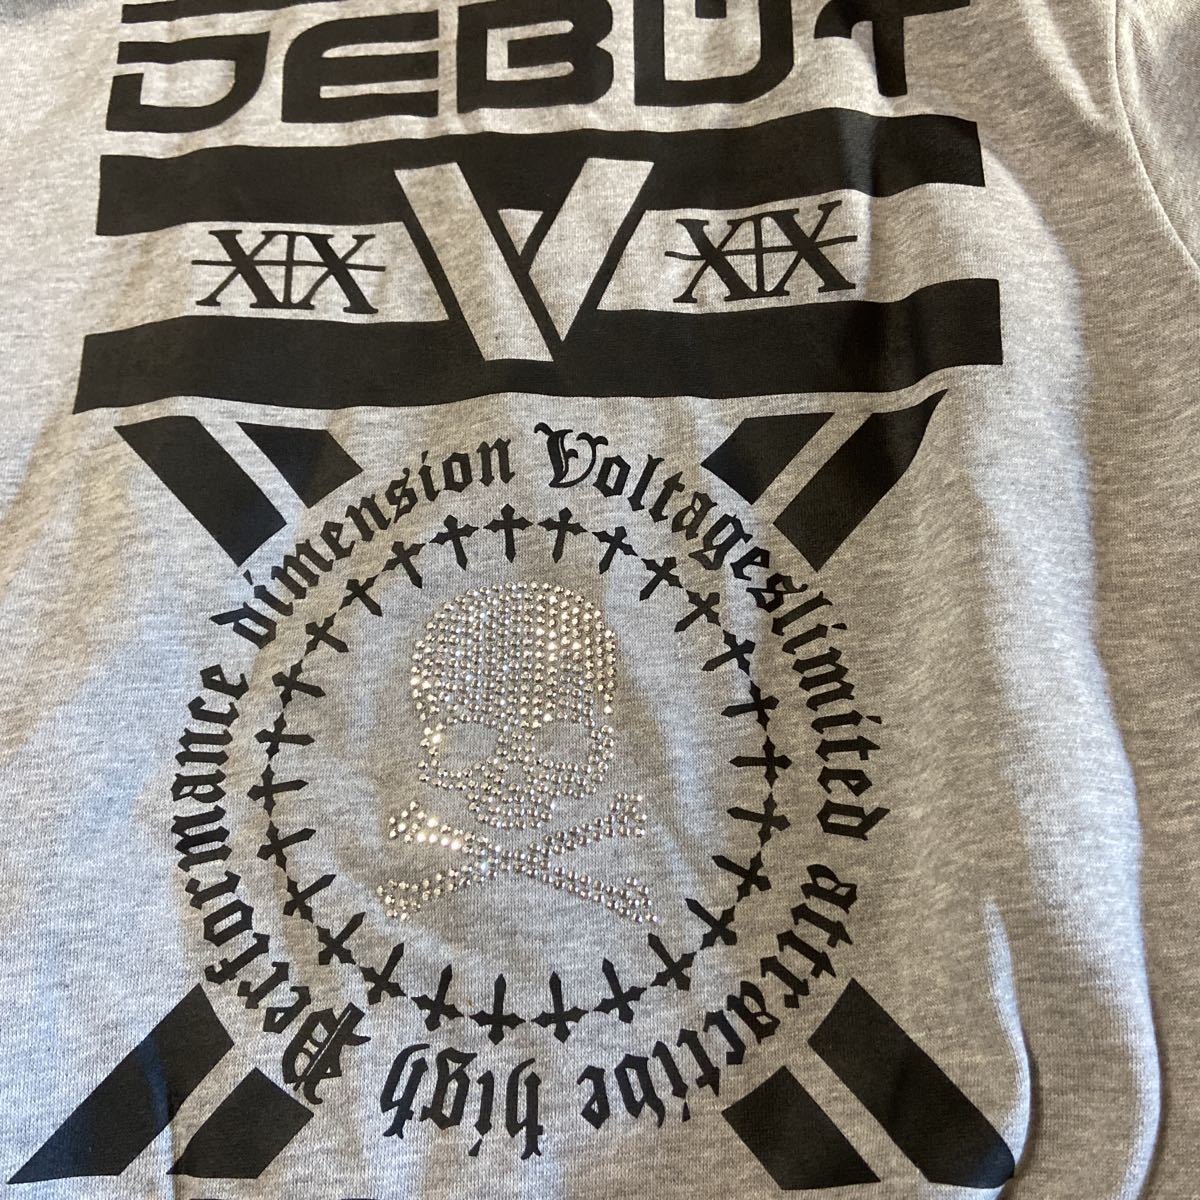 DEBUT
XIX V XIX
Voltageslimited attractive high Performance dimension